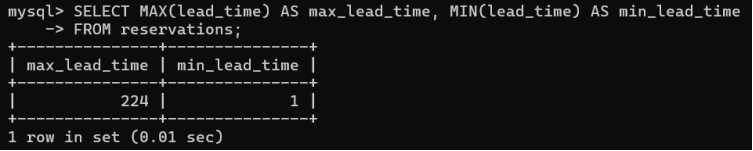 mysql> SELECT MAX(lead_time) AS max_lead_time, MIN(lead_time) AS min_lead_time
    -> FROM reservations;
+---------------+---------------+
| max_lead_time | min_lead_time |
+---------------+---------------+
|           224 |             1 |
+---------------+---------------+
1 row in set (0.01 sec)